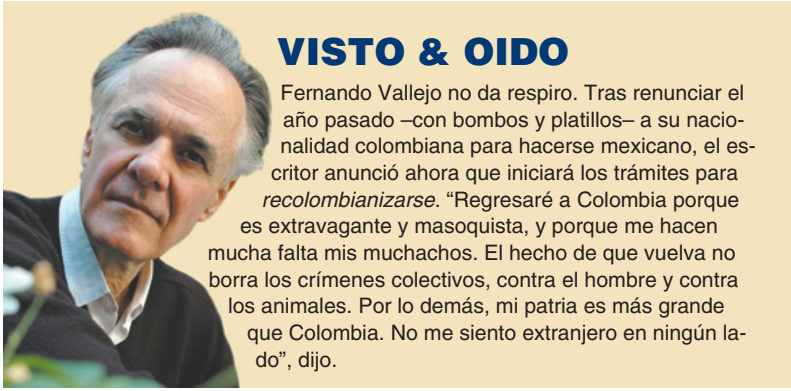 VISTO & OIDO
Fernando Vallejo no da respiro. Tras renunciar el
año pasado –con bombos y platillos– a su nacio-
nalidad colombiana para hacerse mexicano, el es-
critor anunció ahora que iniciará los trámites para
recolombianizarse. “Regresaré a Colombia porque
es extravagante y masoquista, y porque me hacen
mucha falta mis muchachos. El hecho de que vuelva no
borra los crímenes colectivos, contra el hombre y contra
los animales. Por lo demás, mi patria es más grande
que Colombia. No me siento extranjero en ningún la-
do”, dijo.